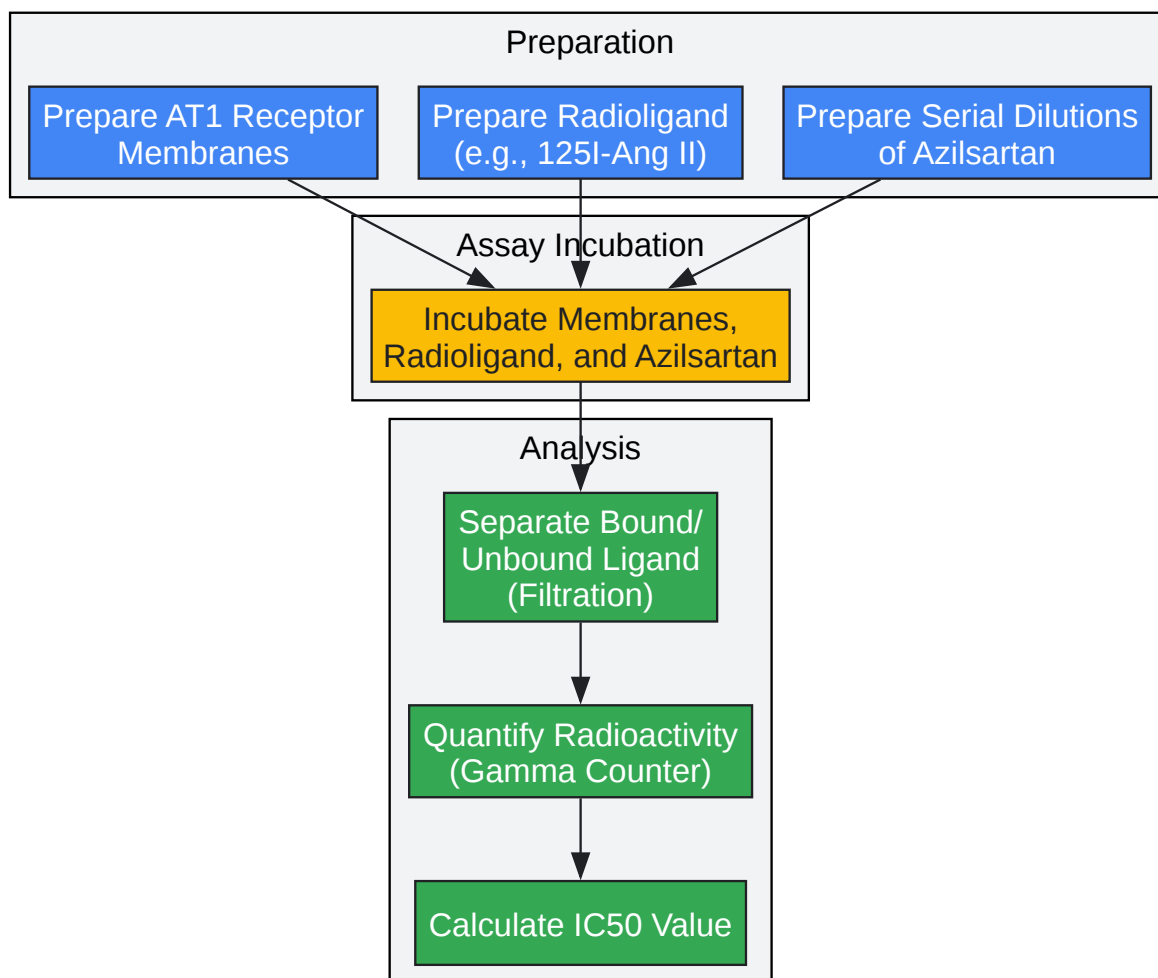 Preparation
Prepare AT1 Receptor
Membranes
Prepare Radioligand
(e.g., 125I-Ang II)
Prepare Serial Dilutions
of Azilsartan
Assay Incubation
Incubate Membranes,
Radioligand, and Azilsartan
Analysis
Separate Bound/
Unbound Ligand
(Filtration)
Quantify Radioactivity
(Gamma Counter)
Calculate IC50 Value